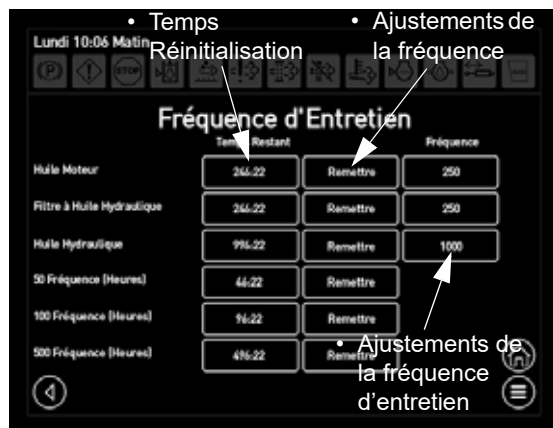 • Temps
Réinitialisation
• Ajustements de
la fréquence
Lundi 10:06 Matin
STOP
Fréquence d'Entretien
Temps Restant
Fréquence
Huile Moteur
246:22
Remettre
250
Filtre à Huile Hydraulique
246:22
Remettre
250
Huile Hydraulique
996:22
Remettre
1000
50 Fréquence (Heures)
46:22
Remettre
100 Fréquence (Heures)
96:22
Remettre
500 Fréquence (Heures)
496:22
Remettre
• Ajustements de
la fréquence
d'entretien